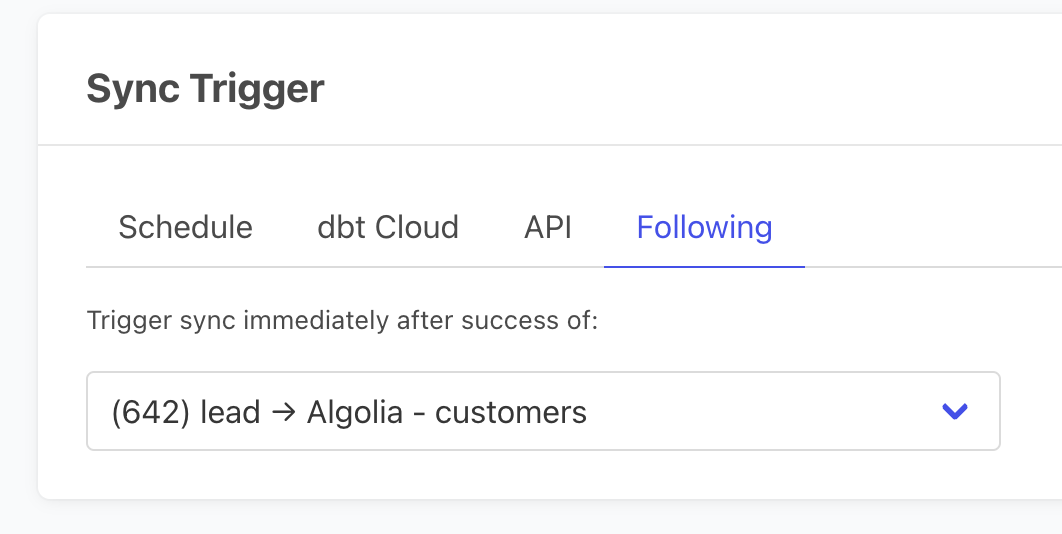 Sync Trigger
Schedule dbt Cloud API Following
Trigger sync immediately after success of:
(642) lead → Algolia - customers